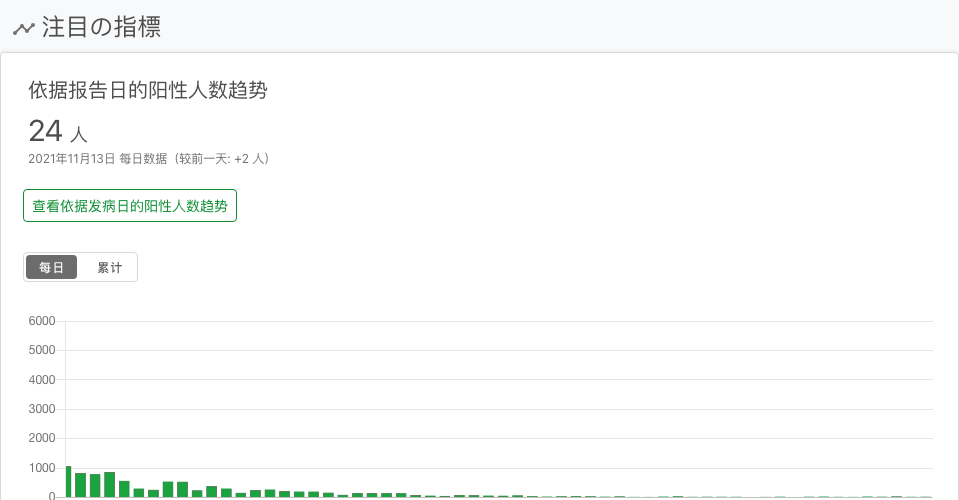 注目の指標
依据报告日的阳性人数趋势
24 人
2021年11月13日 每日数据（较前一天: +2 人）
查看依据发病日的阳性人数趋势
每日 累计
6000
5000
4000
3000
2000
1000
0